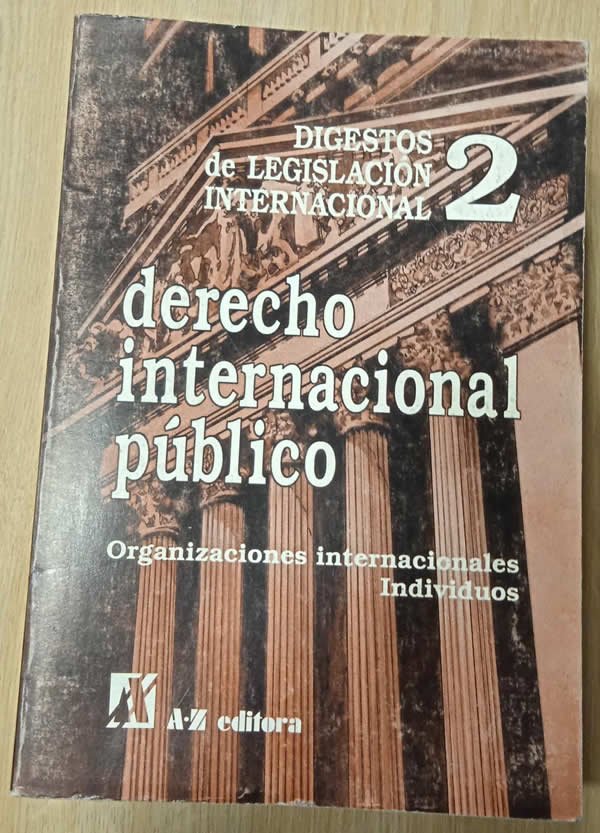 DIGESTOS
de LEGISLACIÓN
INTERNACIONAL
2
derecho
internacional
público
Organizaciones internacionales
Individuos
A·Z editora